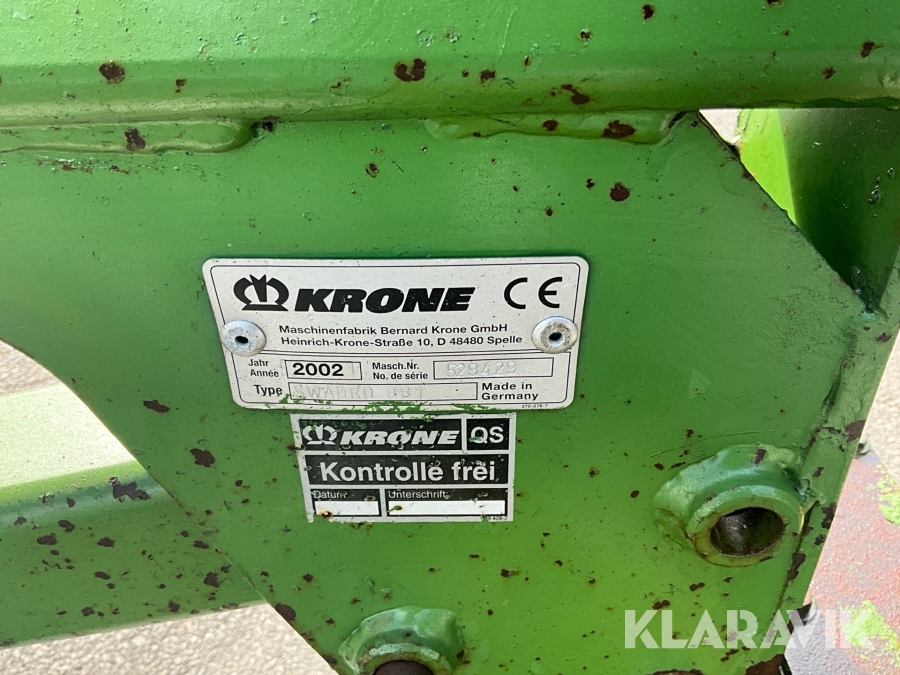 KRONE CE
Maschinenfabrik Bernard Krone GmbH
Heinrich-Krone-Straße 10, D 48480 Spelle
Jahr Année 2002 Masch.Nr. No. de série 529429
Type SWADRO Made in Germany
KRONE QS
Kontrolle frei
Datum Unterschrift
KLARAVIK